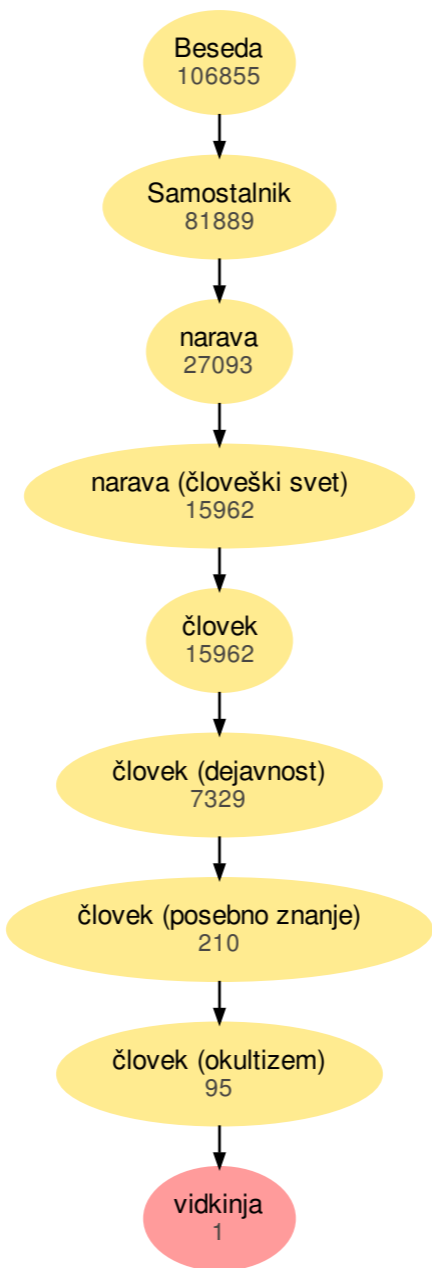 Beseda
106855
Samostalnik
81889
narava
27093
narava (človeški svet)
15962
človek
15962
človek (dejavnost)
7329
človek (posebno znanje)
210
človek (okultizem)
95
vidkinja
1